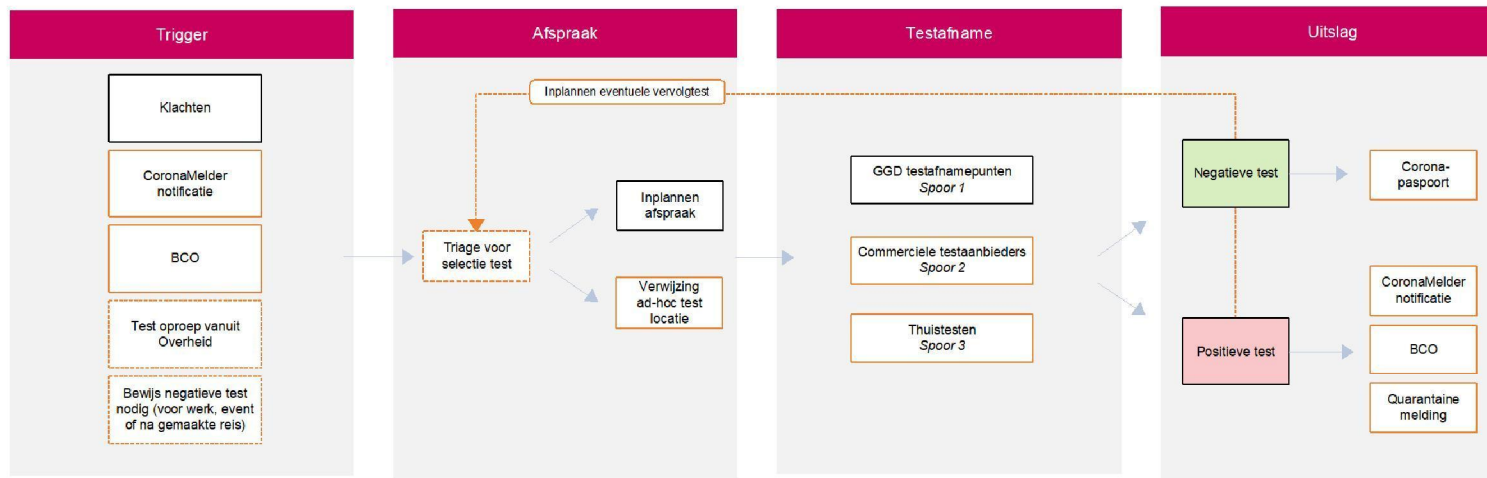 Trigger
Klachten
CoronaMelder
notificatie
BCO
Test oproep vanuit
Overheid
Bewijs negatieve test
nodig (voor werk, event
of na gemaakte reis)
Afspraak
Inplannen eventuele vervolgtest
Triage voor
selectie test
Inplannen
afspraak
Verwijzing
ad-hoc test
locatie
Testafname
GGD testafnamepunten
Spoor 1
Commerciele testaanbieders
Spoor 2
Thuistesten
Spoor 3
Uitslag
Negatieve test
Corona-
paspoort
Positieve test
CoronaMelder
notificatie
BCO
Quarantaine
melding